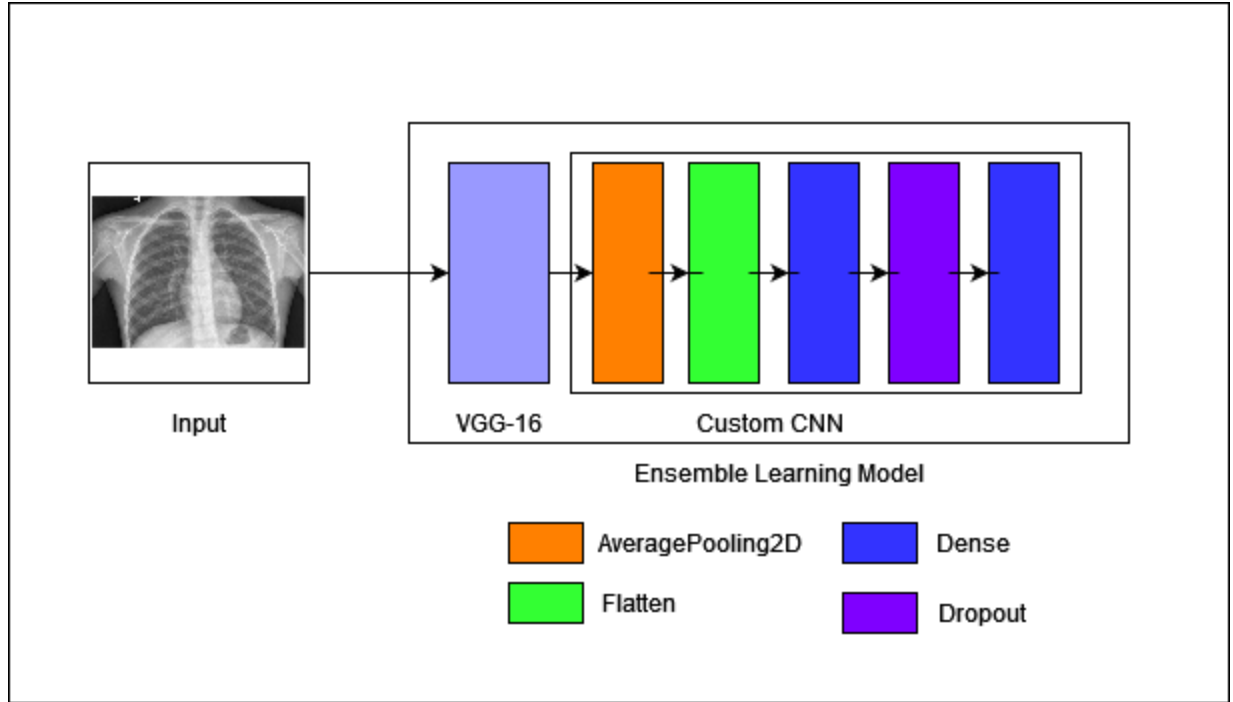 Input
VGG-16
Custom CNN
Ensemble Learning Model
AveragePooling2D
Dense
Flatten
Dropout